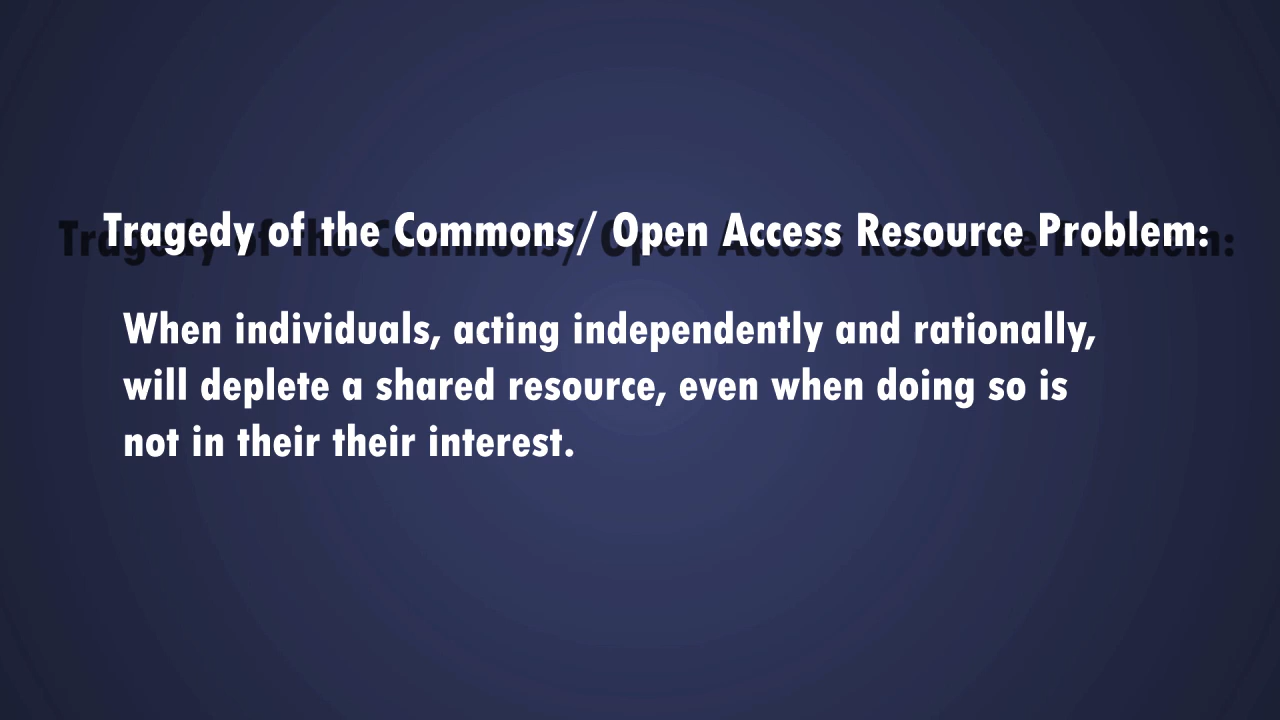 Tragedy of the Commons/ Open Access Resource Problem:
When individuals, acting independently and rationally,
will deplete a shared resource, even when doing so is
not in their their interest.